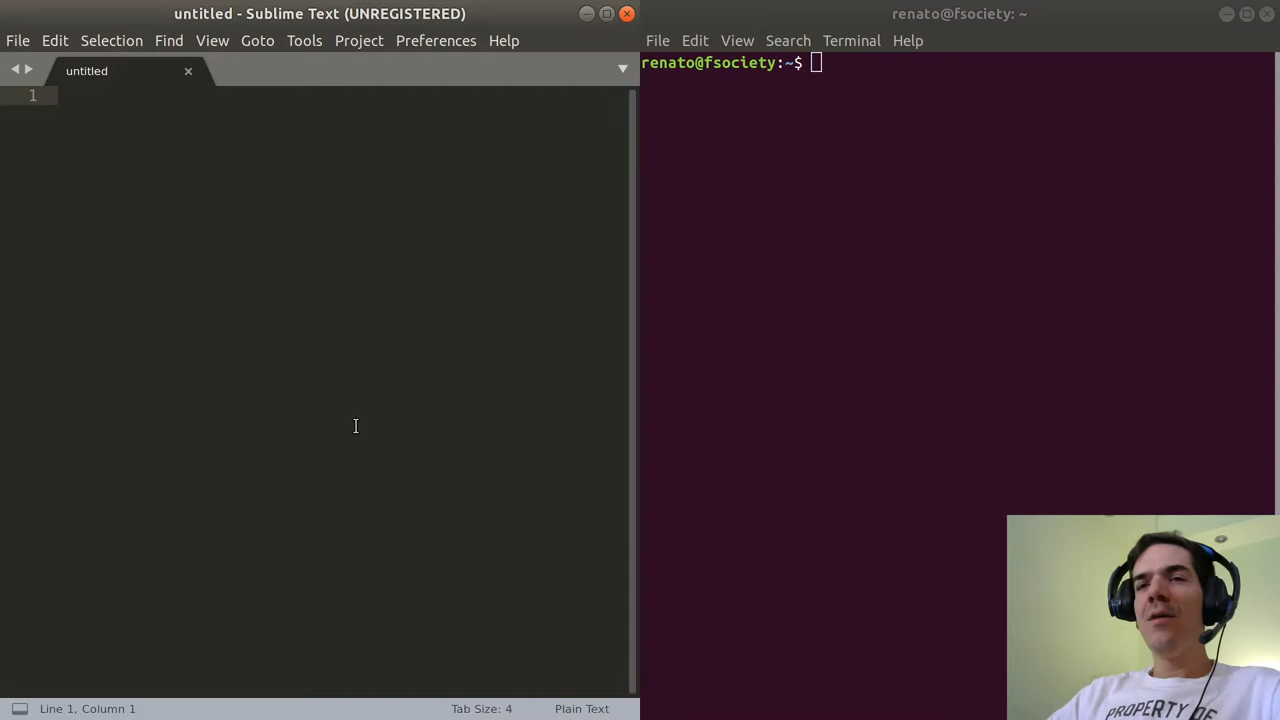 untitled - Sublime Text (UNREGISTERED)
File Edit Selection Find View Goto Tools Project Preferences Help
untitled
1
Line 1, Column 1
Tab Size: 4
Plain Text
renato@fsociety: ~
File Edit View Search Terminal Help
renato@fsociety:~$
PROPERTY OF